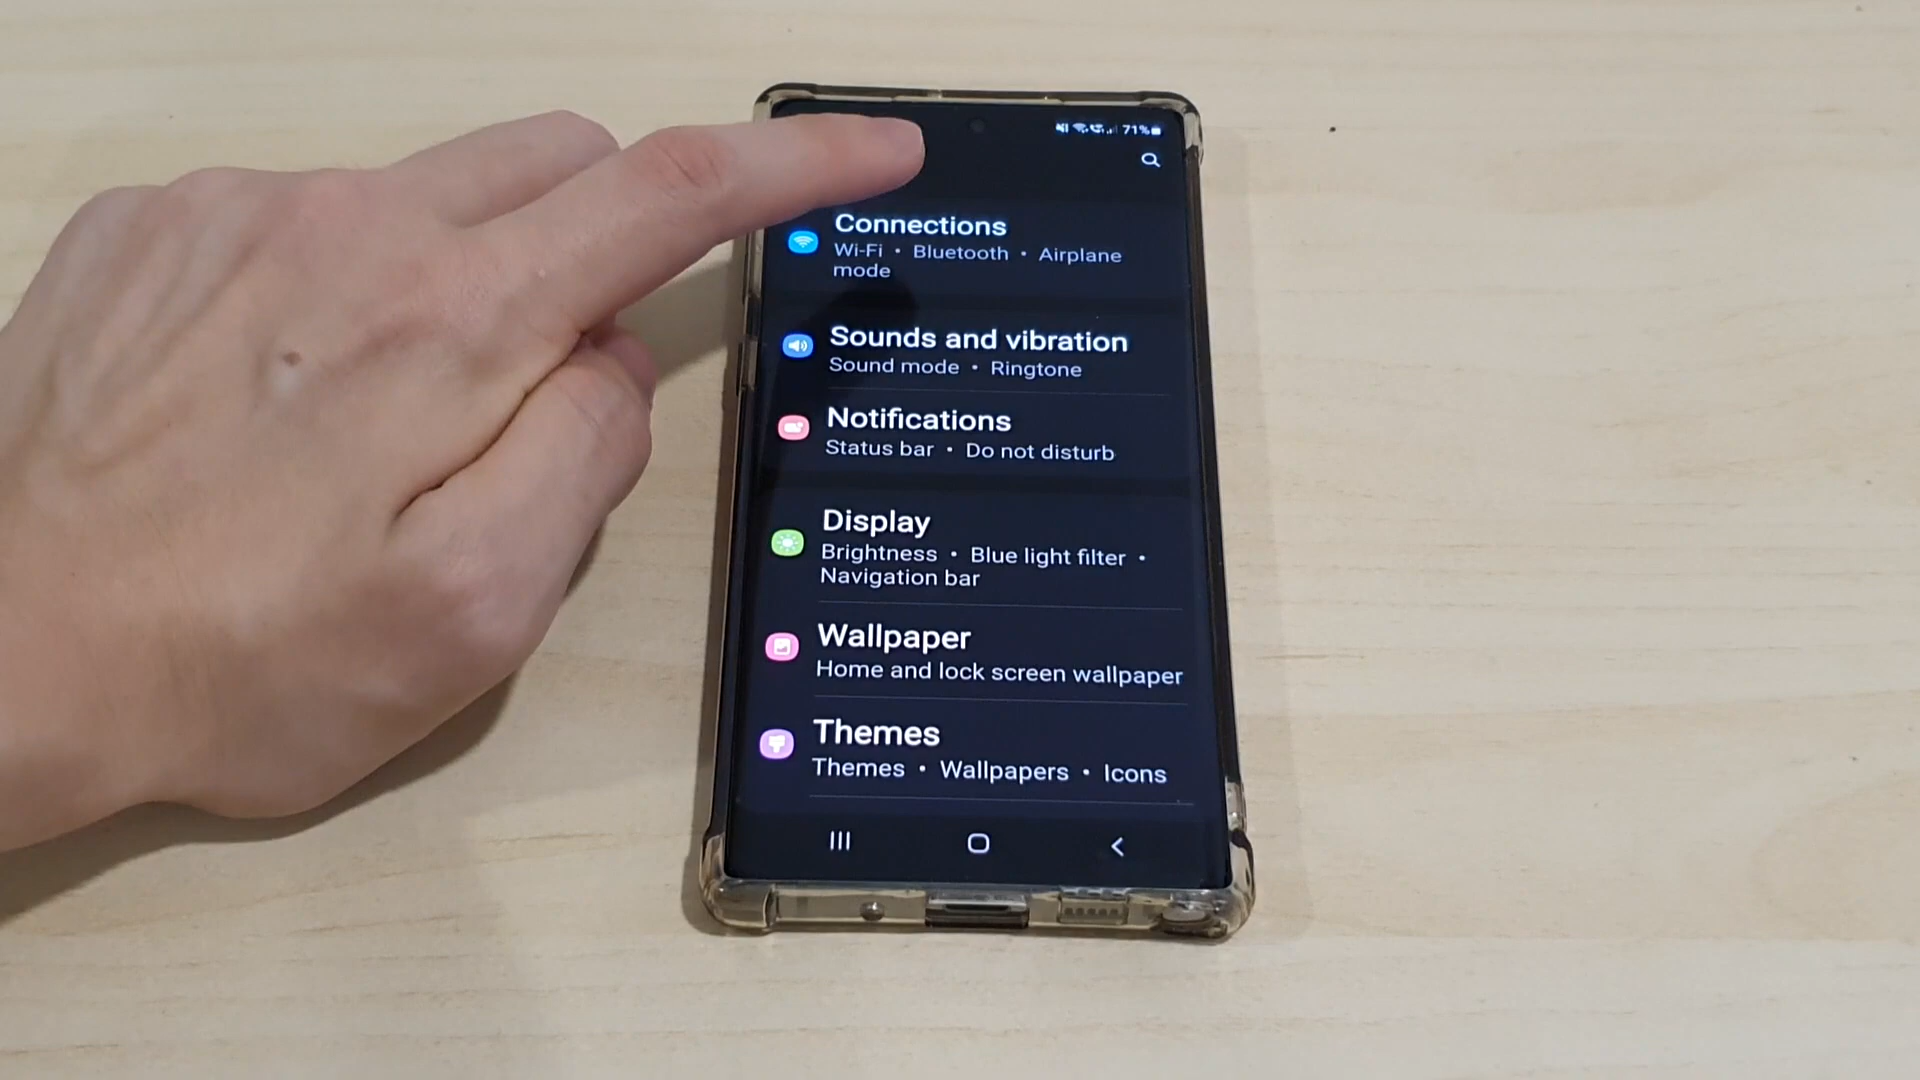 71%
Connections
Wi-Fi • Bluetooth • Airplane
mode
Sounds and vibration
Sound mode • Ringtone
Notifications
Status bar • Do not disturb
Display
Brightness • Blue light filter •
Navigation bar
Wallpaper
Home and lock screen wallpaper
Themes
Themes • Wallpapers • Icons